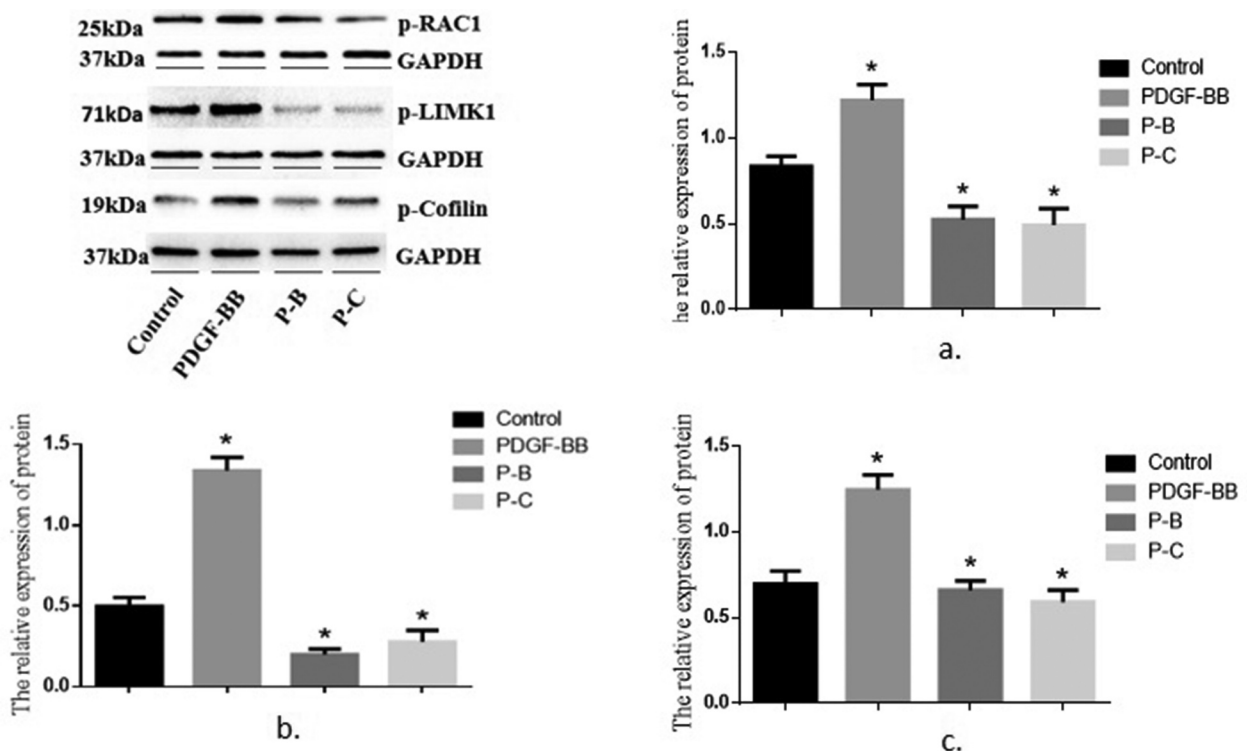 25kDa p-RAC1
37kDa GAPDH
71kDa p-LIMK1
37kDa GAPDH
19kDa p-Cofilin
37kDa GAPDH
Control PDGF-BB P-B P-C
he relative expression of protein
1.5
1.0
0.5
0.0
*
*
*
Control
PDGF-BB
P-B
P-C
a.
The relative expression of protein
1.5
1.0
0.5
0.0
*
*
*
Control
PDGF-BB
P-B
P-C
b.
The relative expression of protein
1.5
1.0
0.5
0.0
*
*
*
Control
PDGF-BB
P-B
P-C
c.